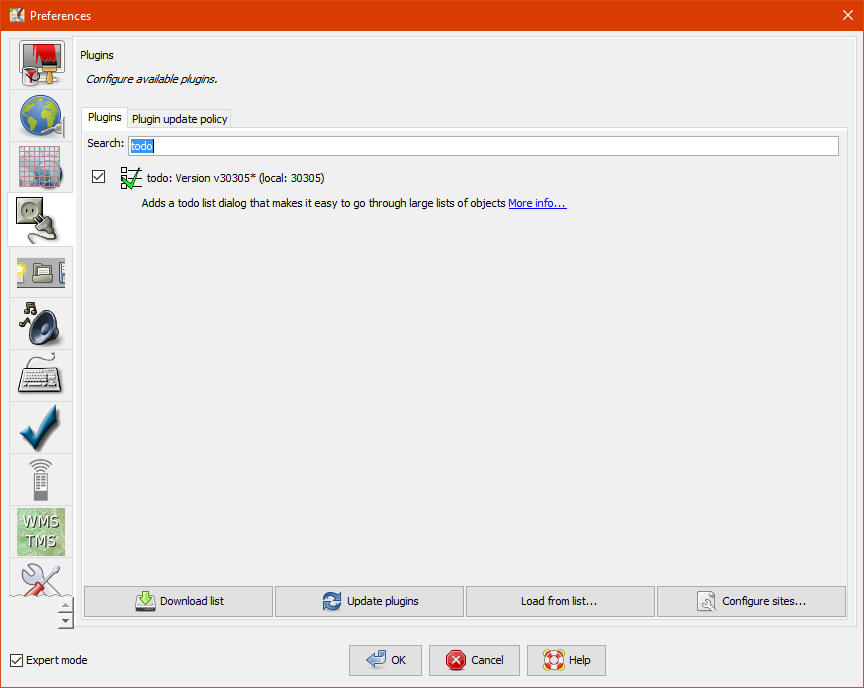 Preferences
Plugins
Configure available plugins.
Plugins Plugin update policy
Search: todo
todo: Version v30305* (local: 30305)
Adds a todo list dialog that makes it easy to go through large lists of objects More info...
WMS
TMS
Download list Update plugins Load from list... Configure sites...
Expert mode OK Cancel Help